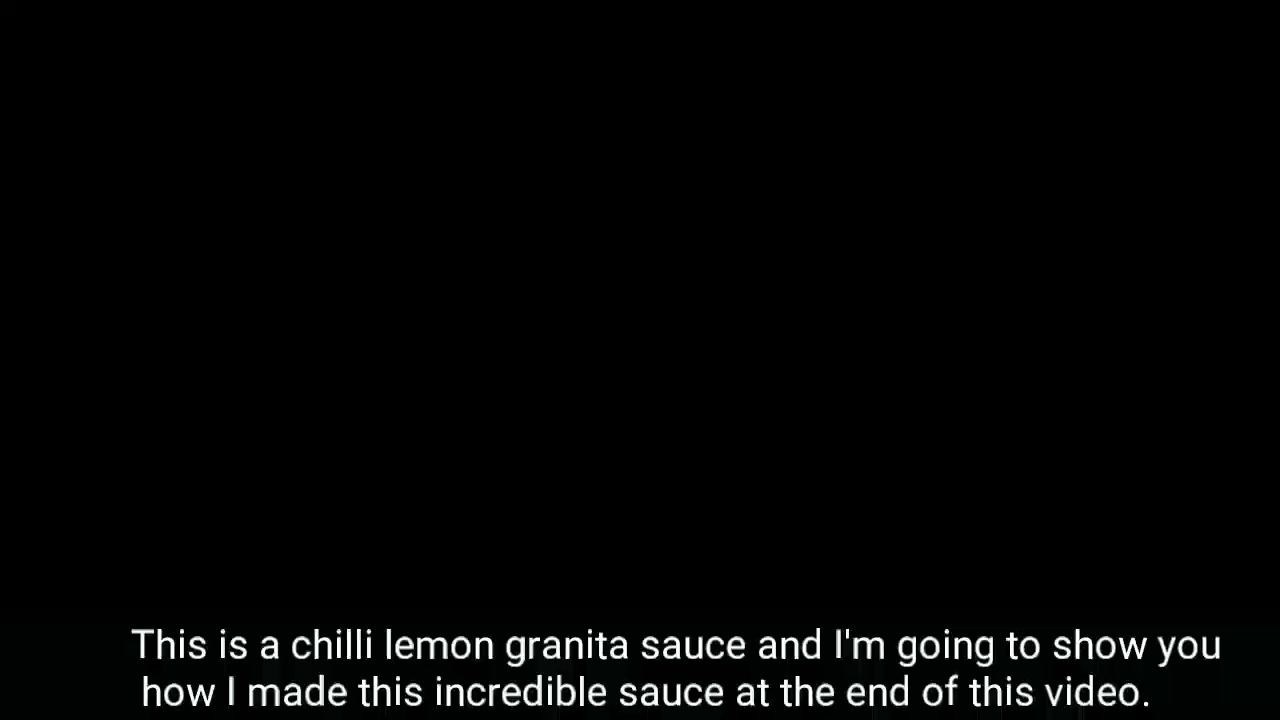 This is a chilli lemon granita sauce and I'm going to show you
how I made this incredible sauce at the end of this video.